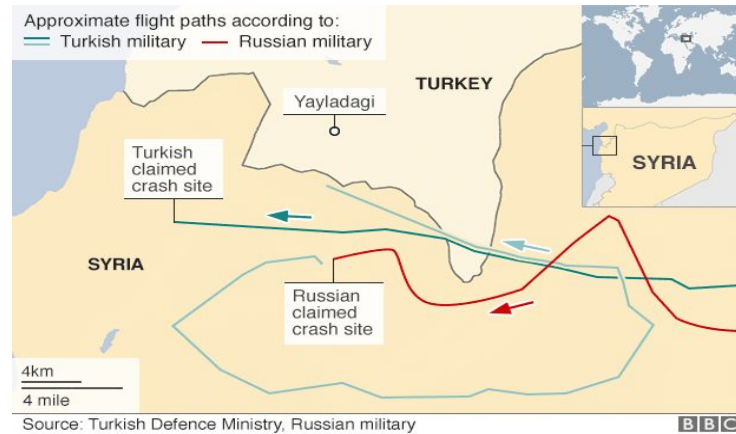 Approximate flight paths according to:
Turkish military
Russian military
TURKEY
Yayladagi
Turkish
claimed
crash site
SYRIA
SYRIA
Russian
claimed
crash site
4km
4 mile
Source: Turkish Defence Ministry, Russian military
BBC